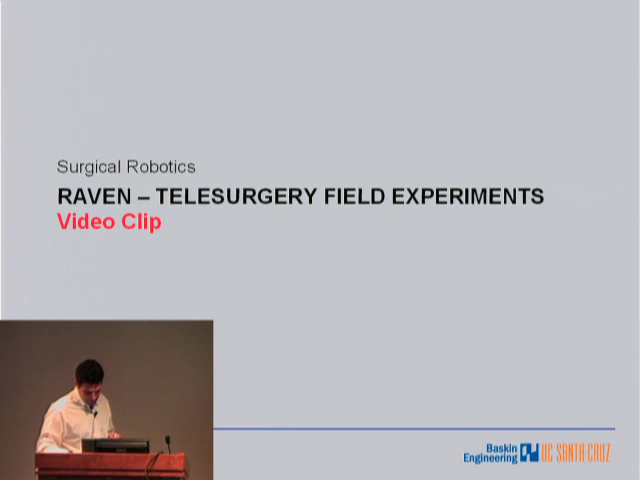 Surgical Robotics
RAVEN – TELESURGERY FIELD EXPERIMENTS
Video Clip
Baskin
Engineering
UC SANTA CRUZ